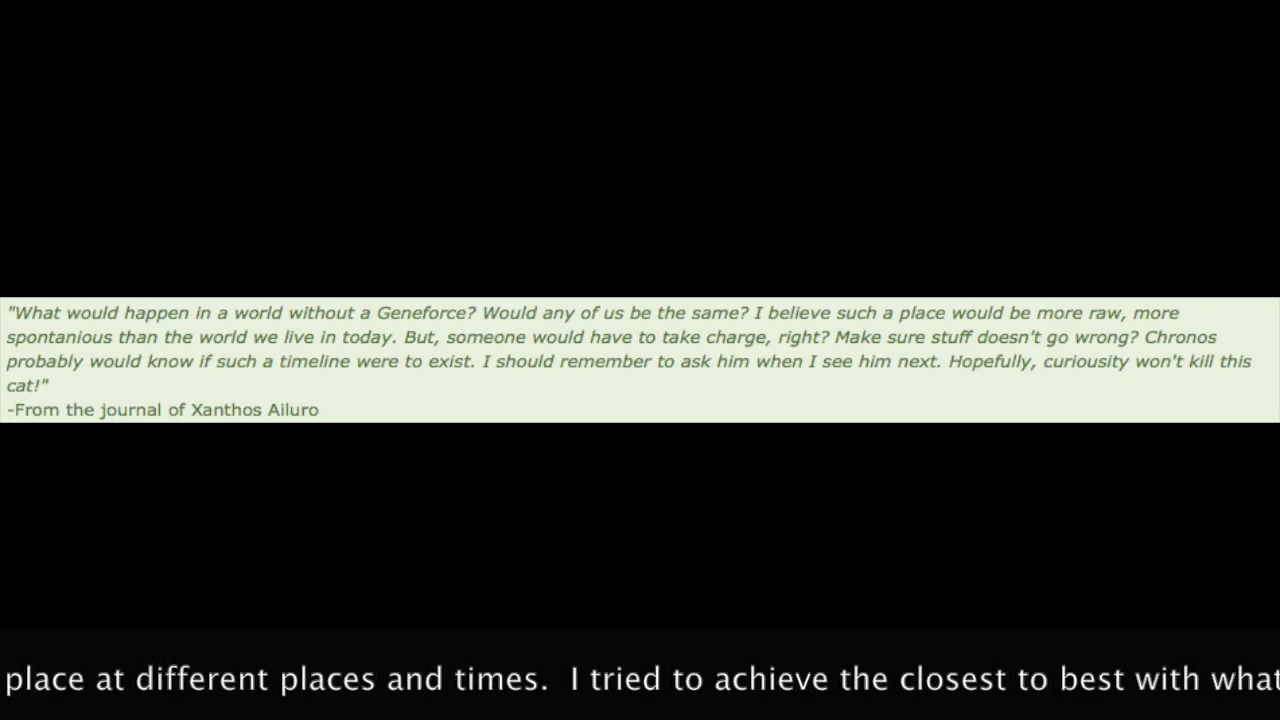 "What would happen in a world without a Geneforce? Would any of us be the same? I believe such a place would be more raw, more
spontanious than the world we live in today. But, someone would have to take charge, right? Make sure stuff doesn't go wrong? Chronos
probably would know if such a timeline were to exist. I should remember to ask him when I see him next. Hopefully, curiousity won't kill this
cat!"
-From the journal of Xanthos Ailuro
place at different places and times.  I tried to achieve the closest to best with what